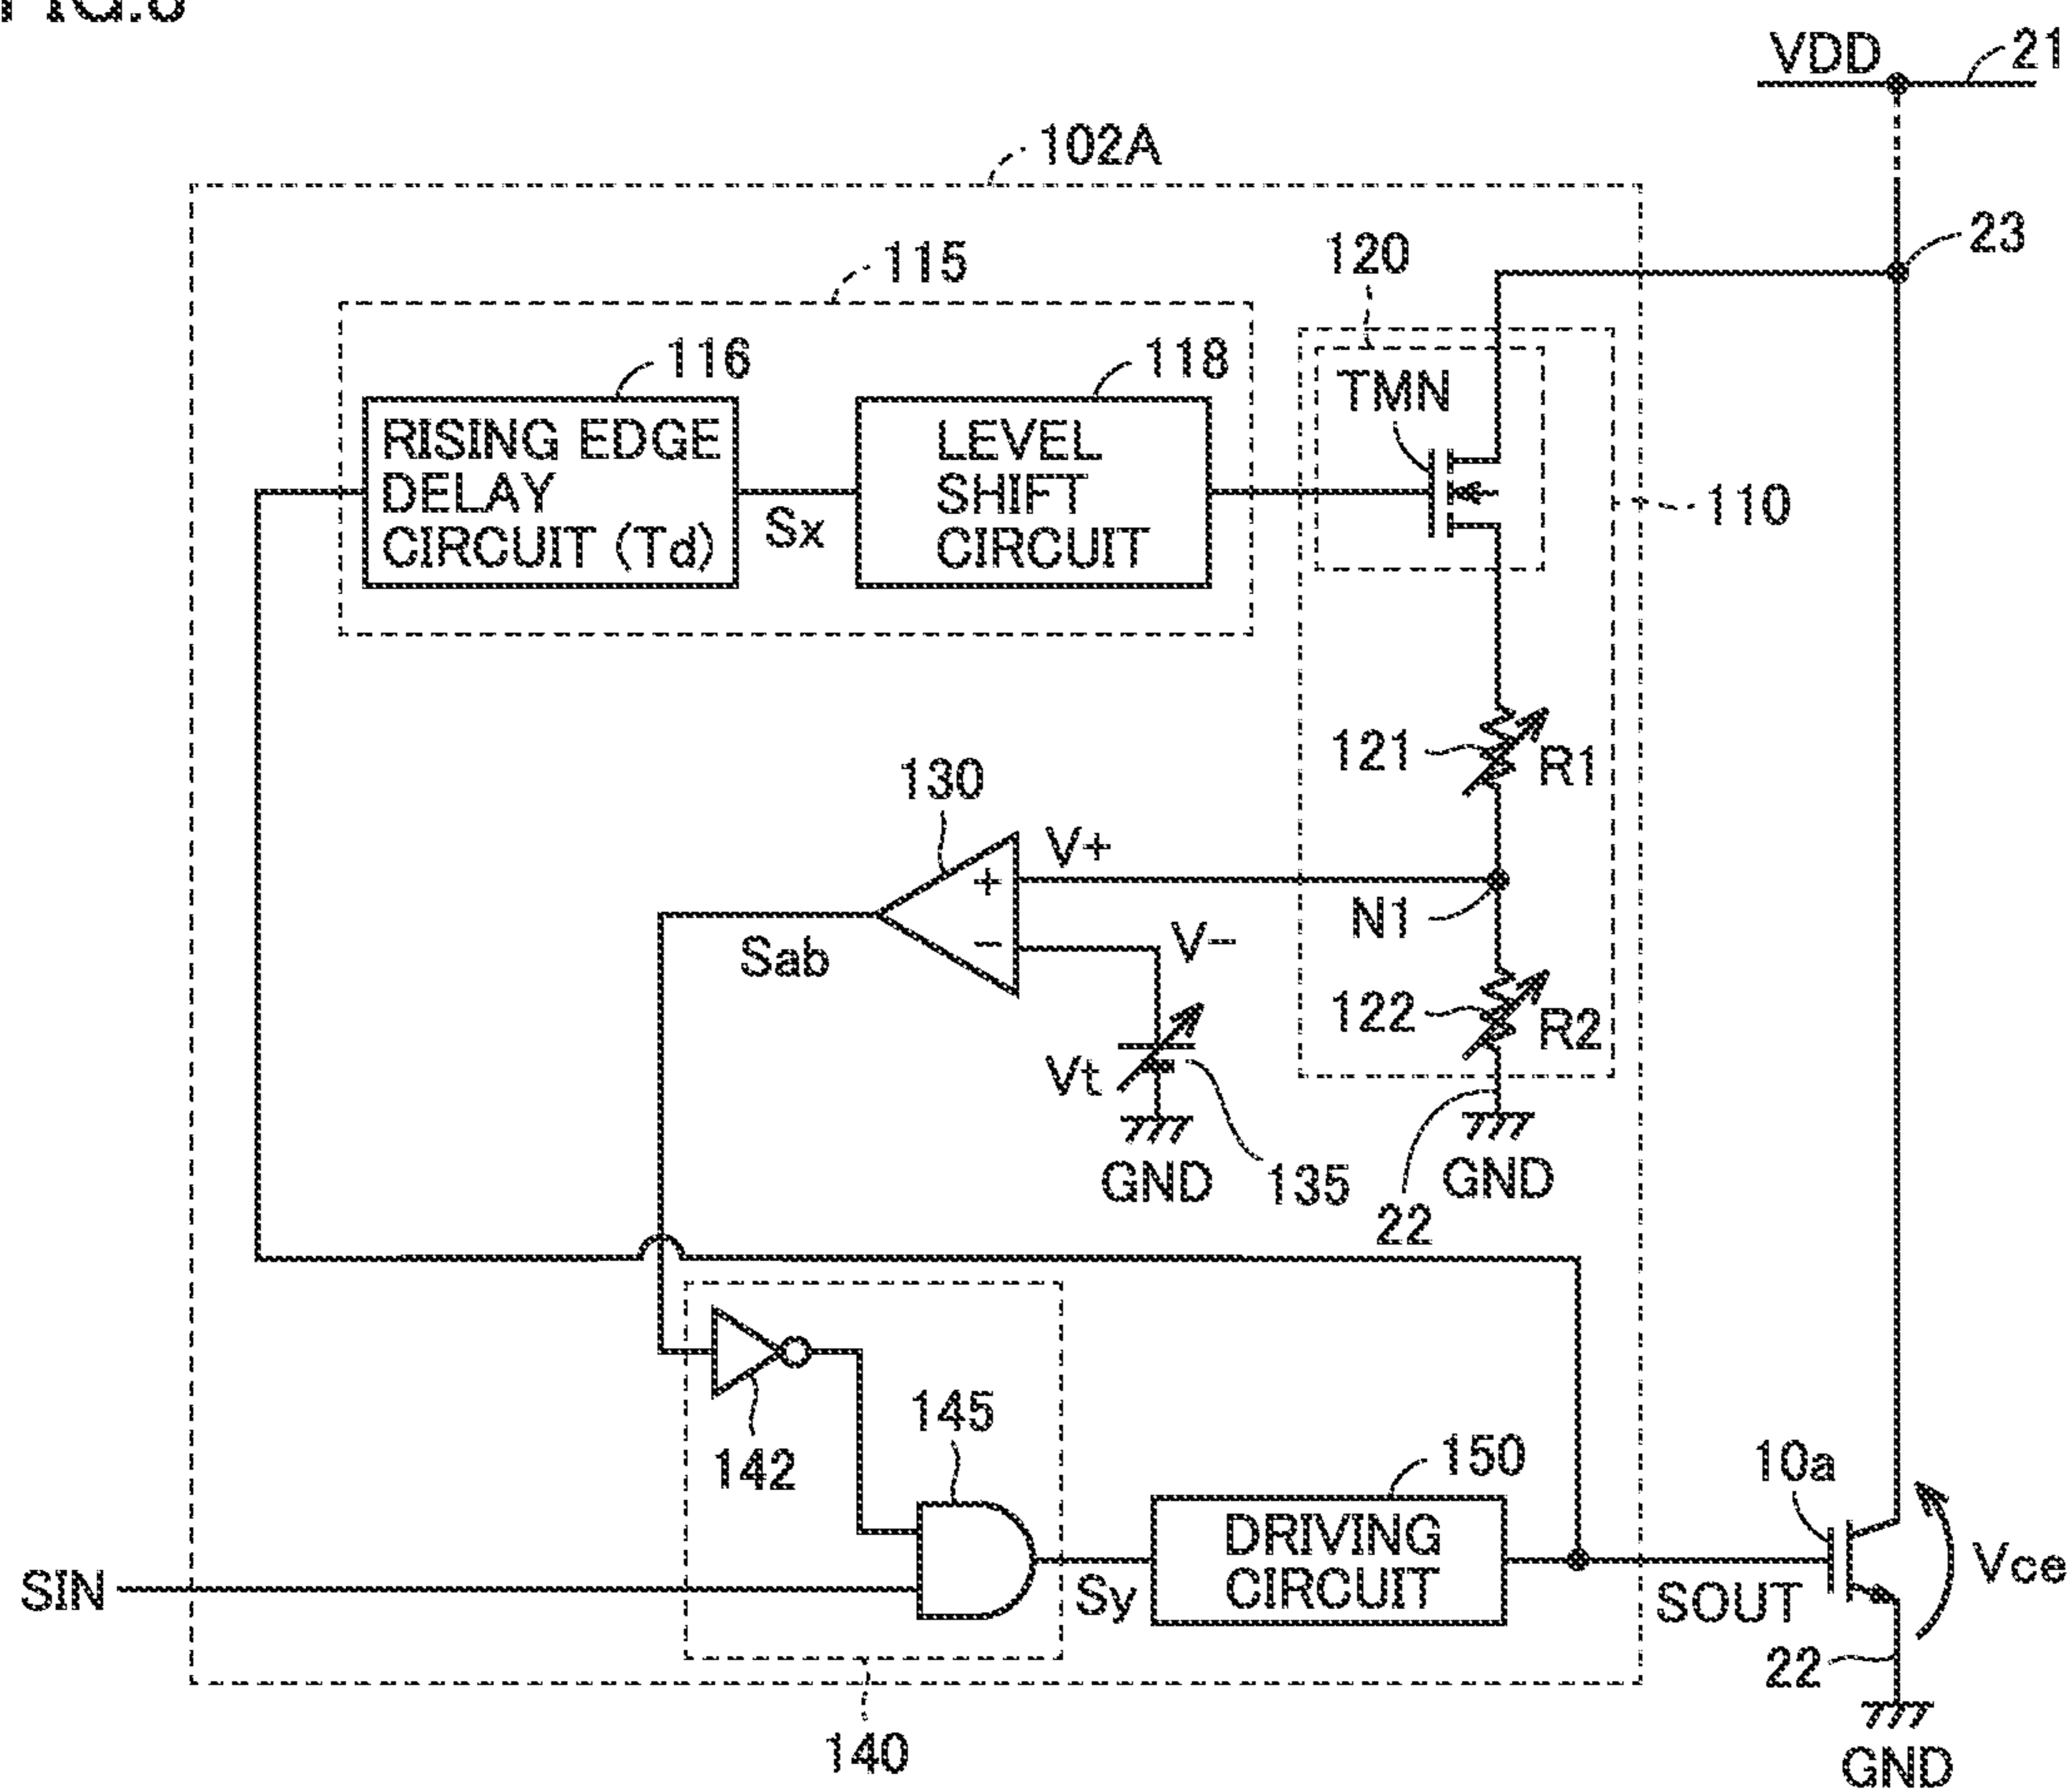 VDD
21
102A
23
115
120
116
118
TMN
RISING EDGE
DELAY
CIRCUIT (Td)
Sx
LEVEL
SHIFT
CIRCUIT
110
121
R1
130
V+
+
N1
Sab
−
V−
122
R2
Vt
GND
135
GND
22
142
145
150
10a
DRIVING
CIRCUIT
Vce
SIN
Sy
SOUT
22
140
GND